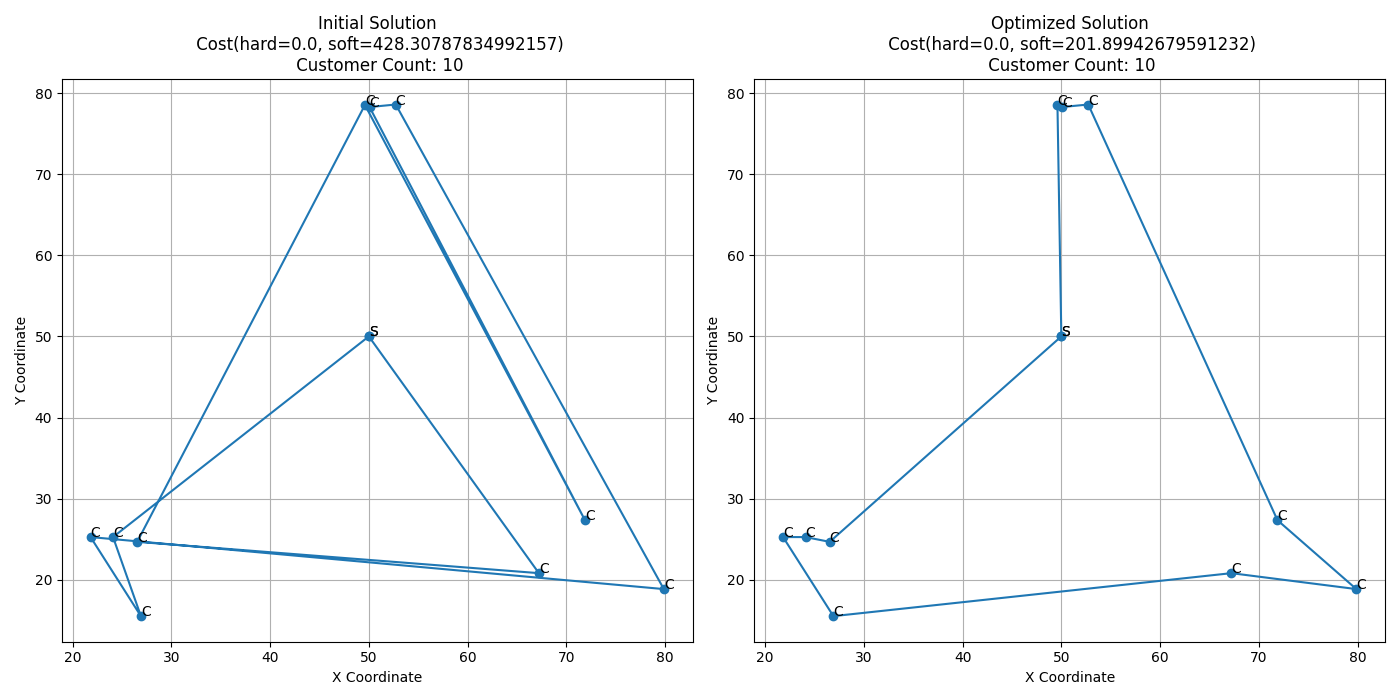 Initial Solution
Cost(hard=0.0, soft=428.30787834992157)
Customer Count: 10
80
70
60
50
40
30
20
Y Coordinate
C
C
C
S
C
C
C
C
C
C
C
20
30
40
50
60
70
80
X Coordinate
Optimized Solution
Cost(hard=0.0, soft=201.89942679591232)
Customer Count: 10
80
70
60
50
40
30
20
Y Coordinate
C
C
C
S
C
C
C
C
C
C
C
20
30
40
50
60
70
80
X Coordinate